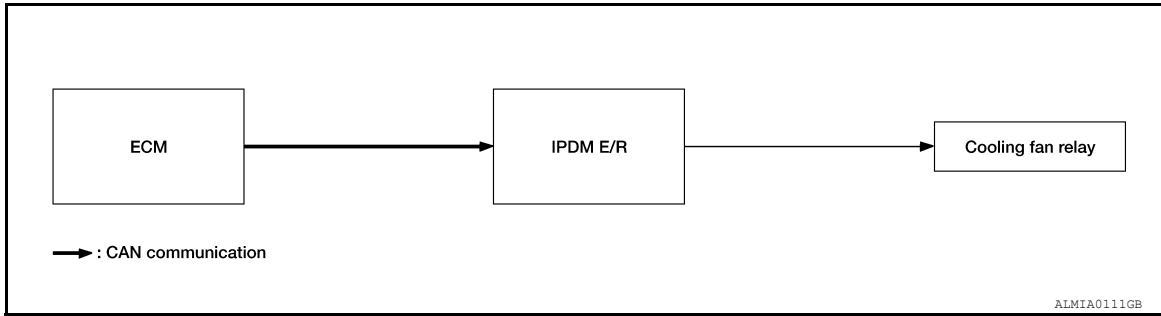 ECM
IPDM E/R
Cooling fan relay
: CAN communication
ALMIA0111GB